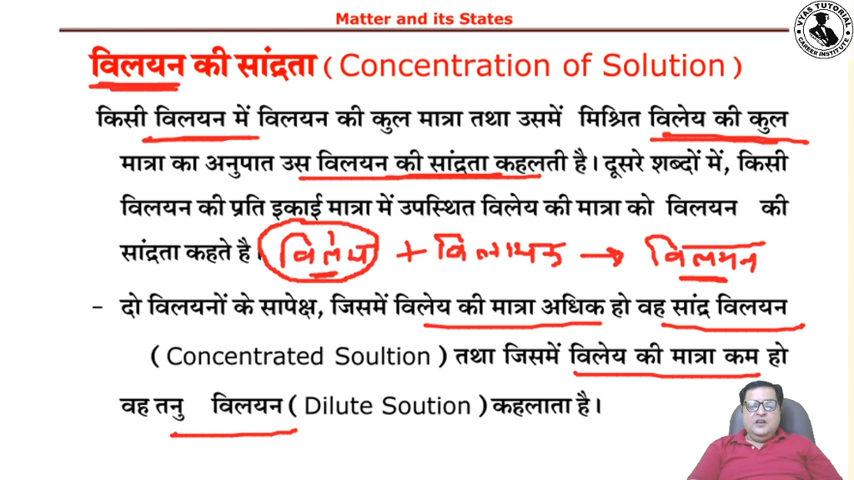 Matter and its States
VYAS TUTORIAL
CAREER INSTITUTE
विलयन की सांद्रता ( Concentration of Solution )
किसी विलयन में विलयन की कुल मात्रा तथा उसमें मिश्रित विलेय की कुल
मात्रा का अनुपात उस विलयन की सांद्रता कहलती है। दूसरे शब्दों में, किसी
विलयन की प्रति इकाई मात्रा में उपस्थित विलेय की मात्रा को विलयन की
सांद्रता कहते है।
विलेय + विलायक → विलयन
- दो विलयनों के सापेक्ष, जिसमें विलेय की मात्रा अधिक हो वह सांद्र विलयन
( Concentrated Soultion ) तथा जिसमें विलेय की मात्रा कम हो
वह तनु विलयन ( Dilute Soution ) कहलाता है।